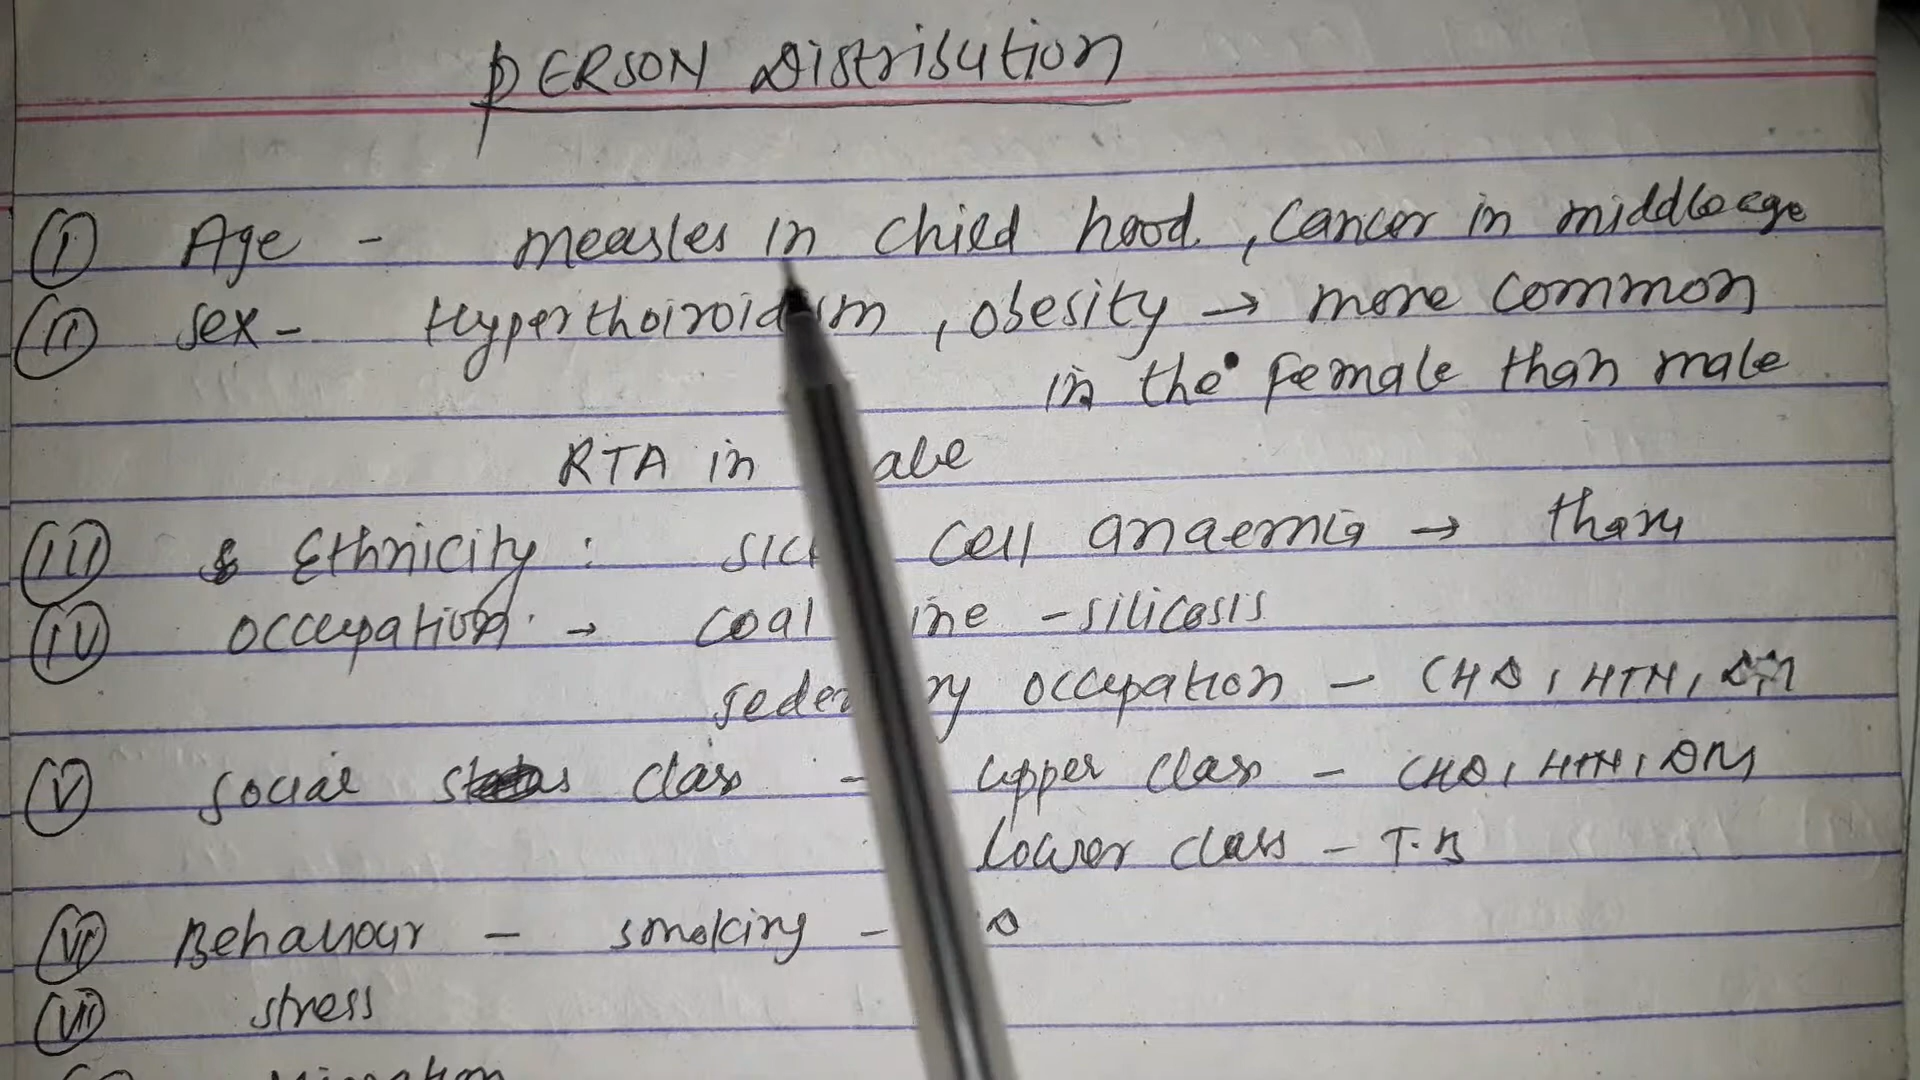 PERSON Distribution
(I) Age - measles in child hood, Cancer in middle age
(II) sex - Hyperthoiroidism, obesity → more common
in the female than male
RTA in
(III) Ethnicity : cell anaemia →
(IV) occupation → coal - silicosis
occupation - CHD, HTN, DM
(V) social class - upper class - CHD, HTN, DM
Lower class - T.B
(VI) Behaviour - smoking -
(VII) stress